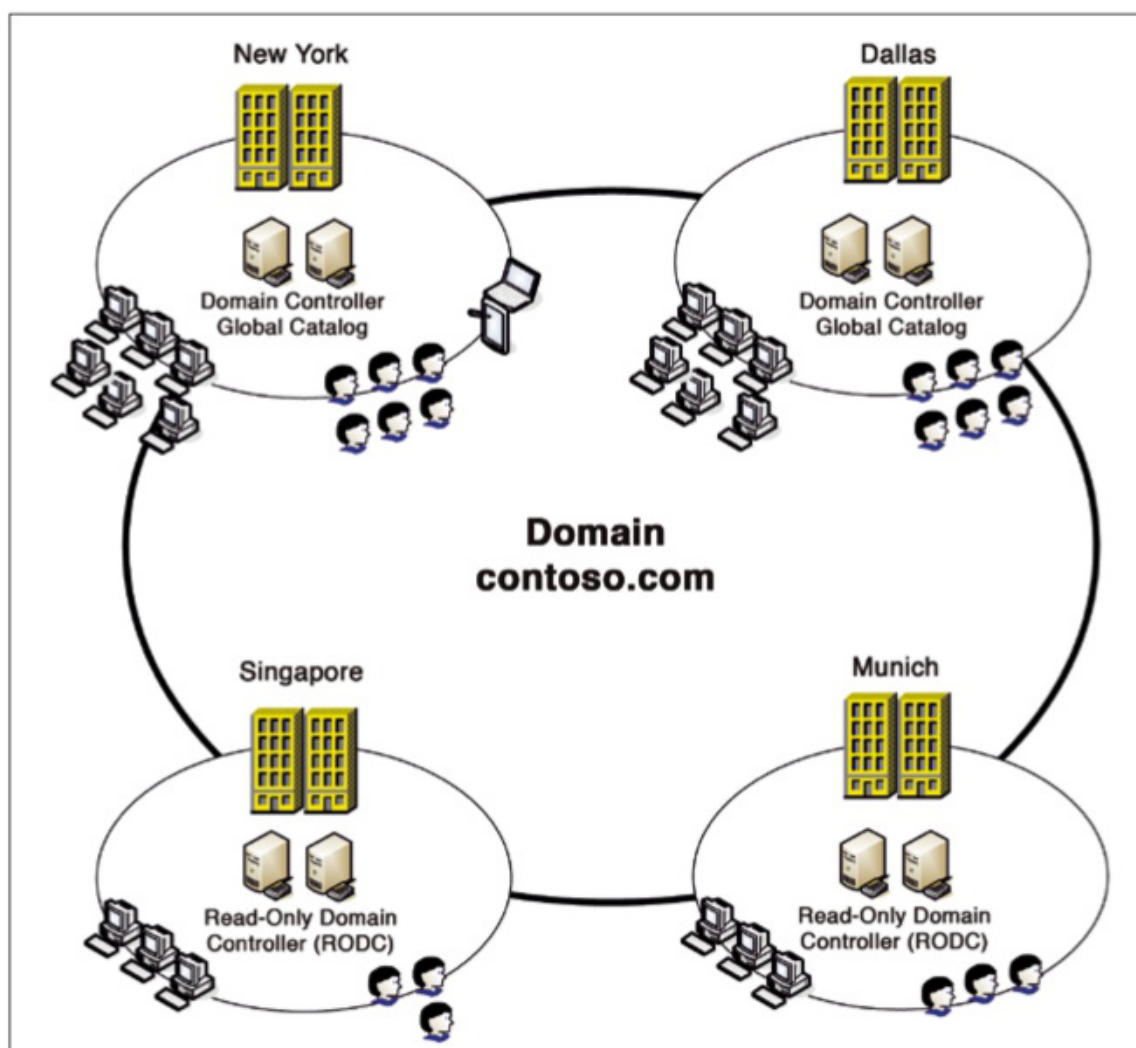 New York
Dallas
Domain Controller
Global Catalog
Domain Controller
Global Catalog
Domain
contoso.com
Singapore
Munich
Read-Only Domain
Controller (RODC)
Read-Only Domain
Controller (RODC)